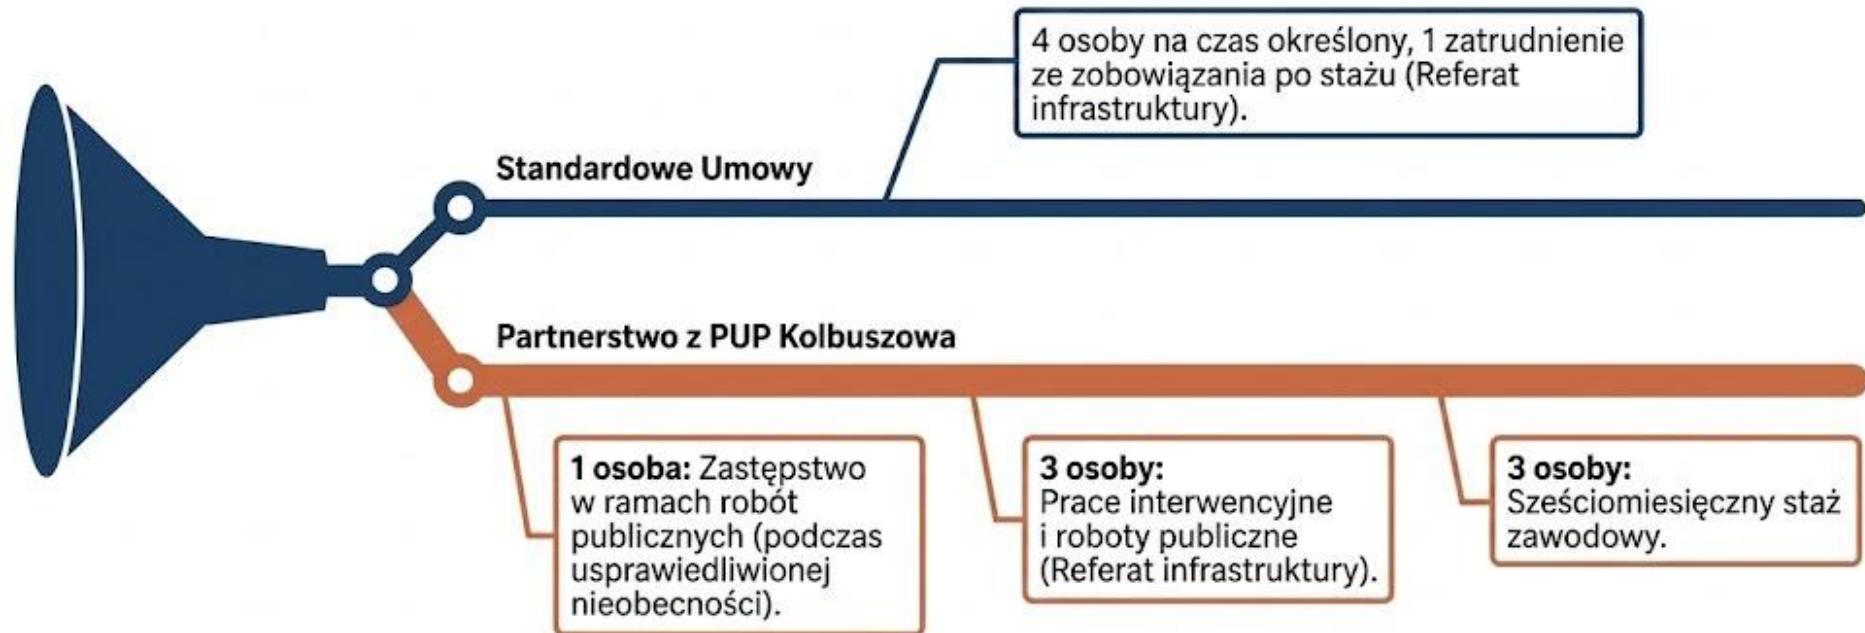 4 osoby na czas określony, 1 zatrudnienie
ze zobowiązania po stażu (Referat
infrastruktury).
Standardowe Umowy
Partnerstwo z PUP Kolbuszowa
1 osoba: Zastępstwo
w ramach robót
publicznych (podczas
usprawiedliwionej
nieobecności).
3 osoby:
Prace interwencyjne
i roboty publiczne
(Referat infrastruktury).
3 osoby:
Sześciomiesięczny staż
zawodowy.